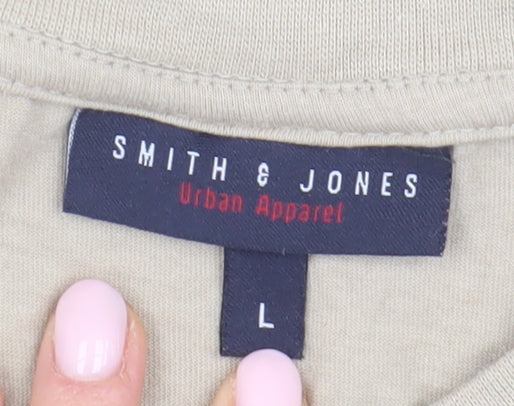 SMITH & JONES
Urban Apparel
L